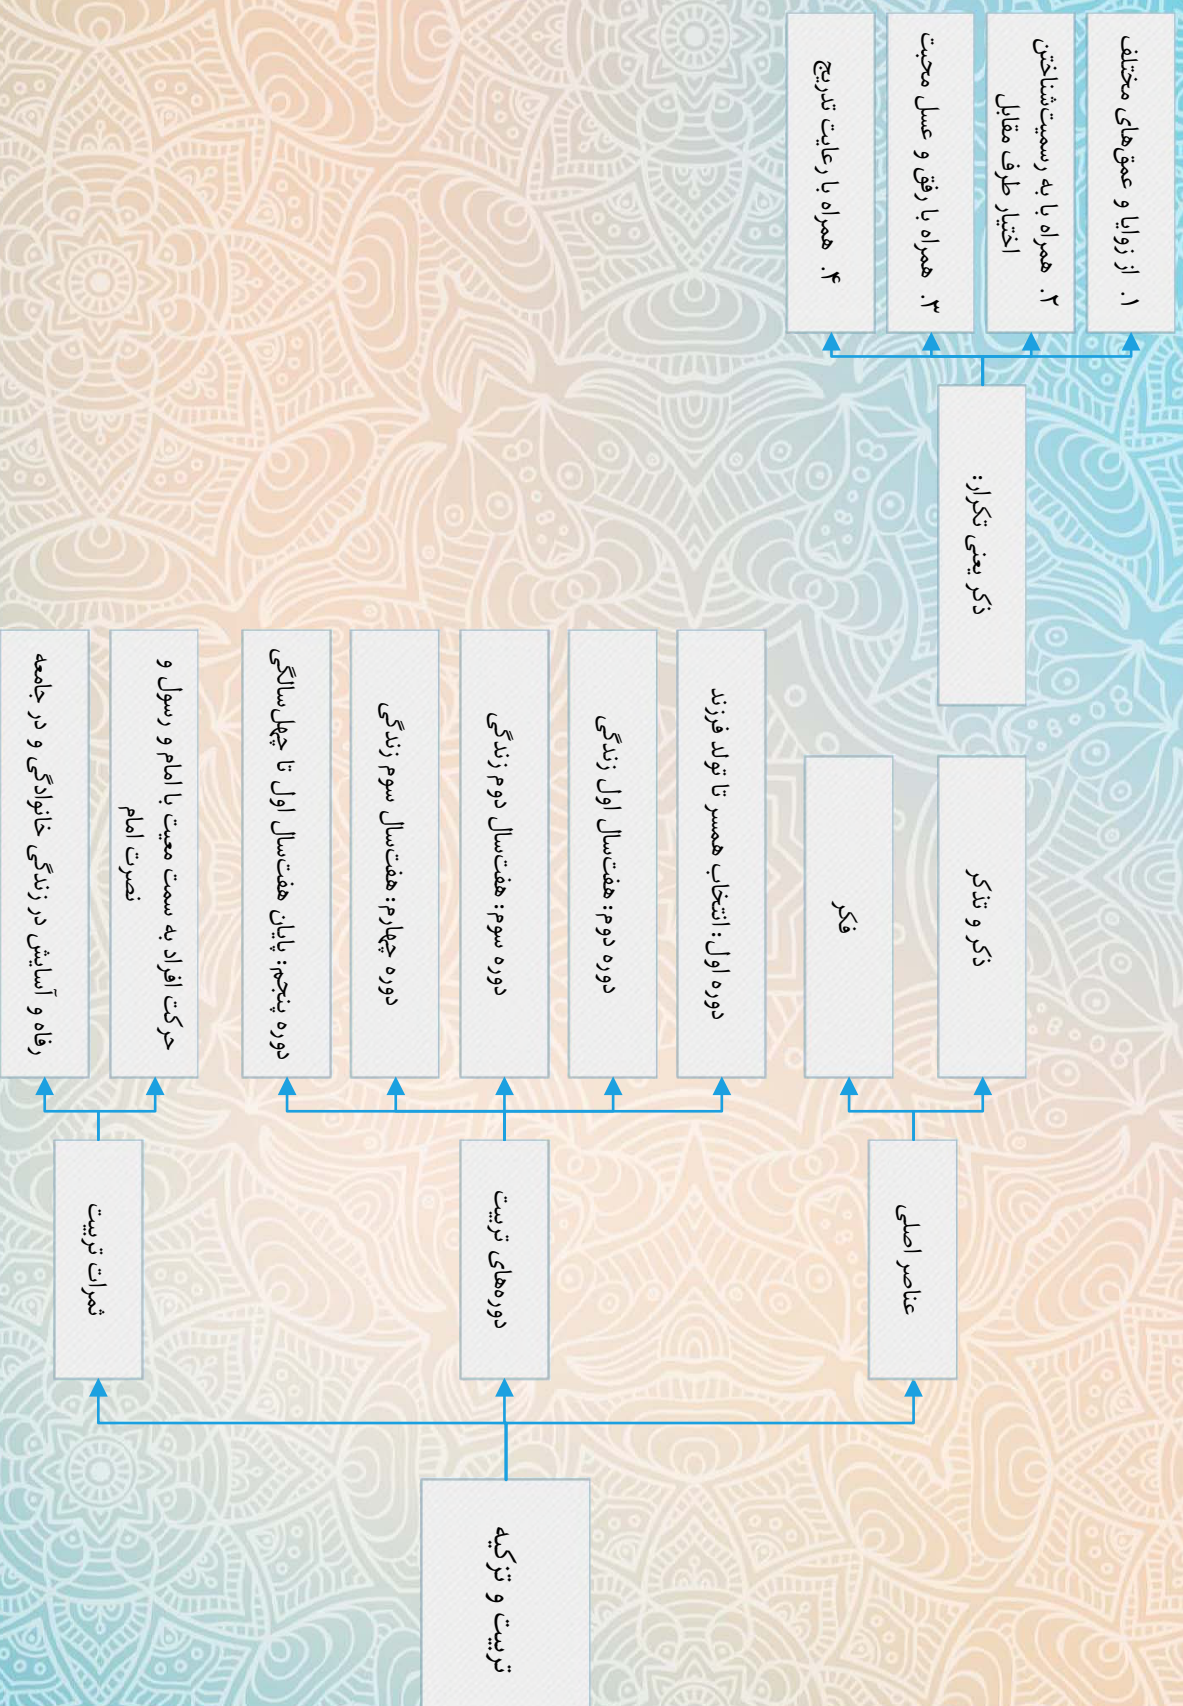 تربیت و تزکیه
عناصر اصلی
ذکر و تذکر
ذکر یعنی تکرار:
۱. از زوایا و عمق‌های مختلف
۲. همراه با به رسمیت‌شناختن
اختیار طرف مقابل
۳. همراه با رفق و عسل محبت
۴. همراه با رعایت تدریج
فکر
دوره‌های تربیت
دوره اول: انتخاب همسر تا تولد فرزند
دوره دوم: هفت‌سال اول زندگی
دوره سوم: هفت‌سال دوم زندگی
دوره چهارم: هفت‌سال سوم زندگی
دوره پنجم: پایان هفت‌سال اول تا چهل‌سالگی
ثمرات تربیت
حرکت افراد به سمت معیت با امام و رسول و
نصرت امام
رفاه و آسایش در زندگی خانوادگی و در جامعه